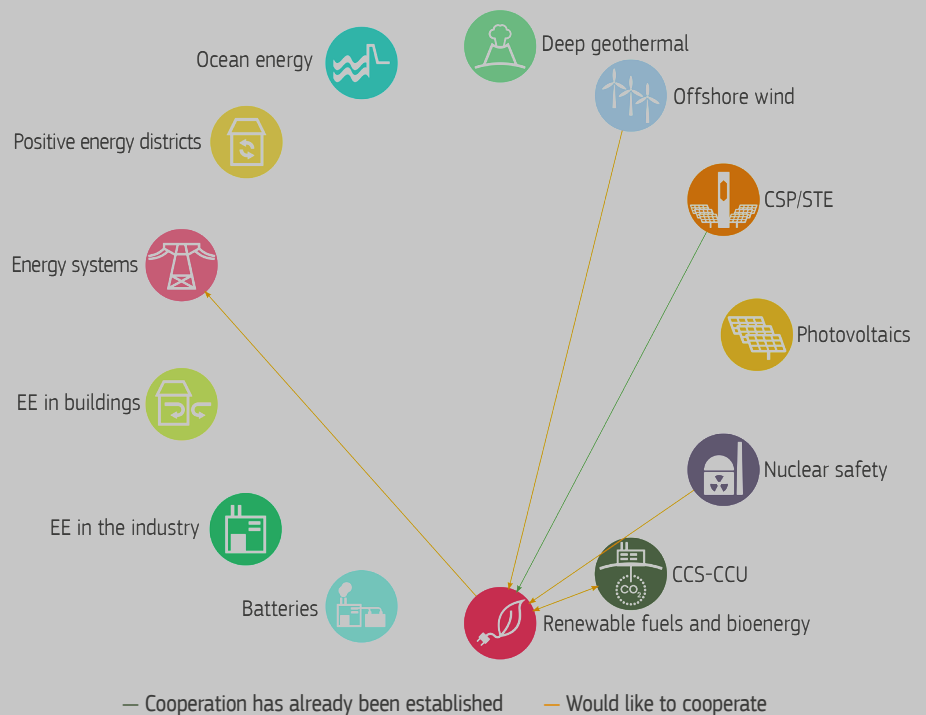 Ocean energy
Deep geothermal
Offshore wind
Positive energy districts
CSP/STE
Energy systems
Photovoltaics
EE in buildings
Nuclear safety
EE in the industry
CO2
CCS-CCU
Batteries
Renewable fuels and bioenergy
Cooperation has already been established
Would like to cooperate